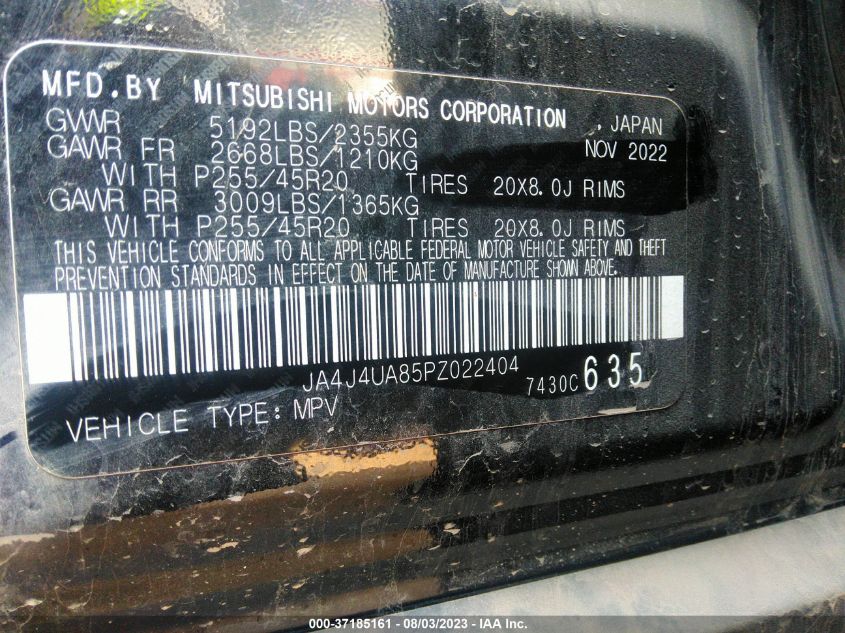 MFD.BY MITSUBISHI MOTORS CORPORATION , JAPAN
GVWR 5192LBS/2355KG NOV 2022
GAWR FR 2668LBS/1210KG
WITH P255/45R20 TIRES 20X8.0J RIMS
GAWR RR 3009LBS/1365KG
WITH P255/45R20 TIRES 20X8.0J RIMS
THIS VEHICLE CONFORMS TO ALL APPLICABLE FEDERAL MOTOR VEHICLE SAFETY AND THEFT
PREVENTION STANDARDS IN EFFECT ON THE DATE OF MANUFACTURE SHOWN ABOVE.
JA4J4UA85PZ022404 7430C 635
VEHICLE TYPE: MPV
000-37185161 - 08/03/2023 - Copyright © 2023 - IAA Inc.